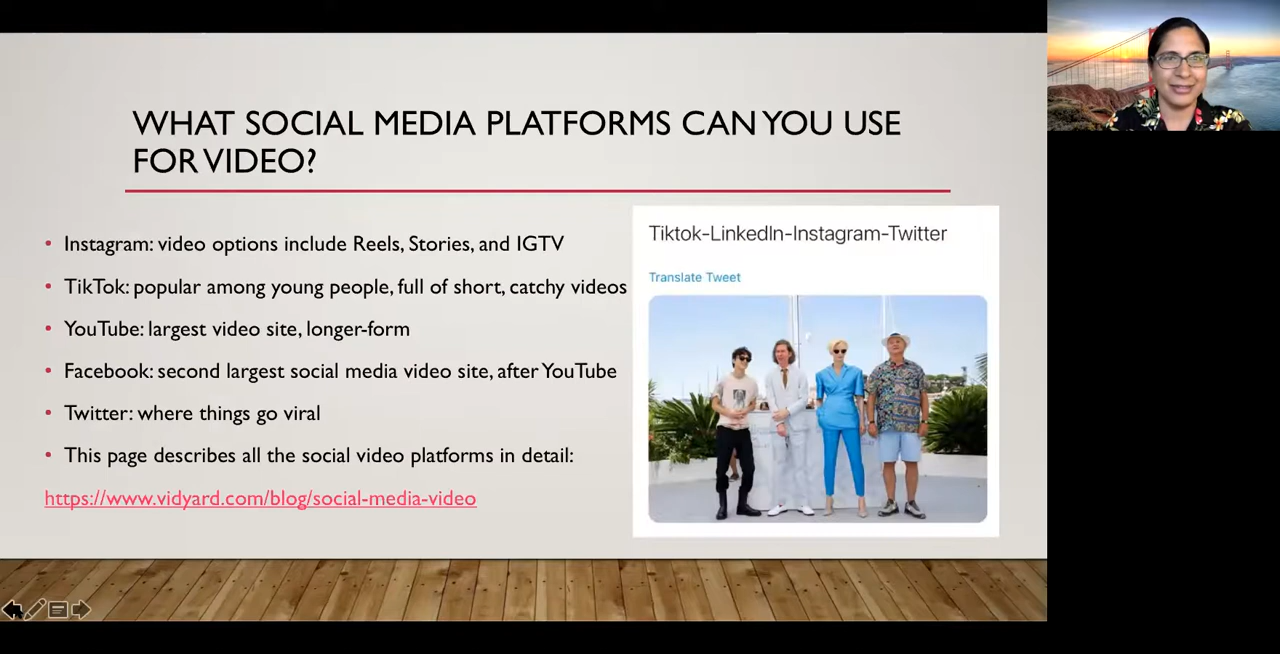 WHAT SOCIAL MEDIA PLATFORMS CAN YOU USE
FOR VIDEO?
• Instagram: video options include Reels, Stories, and IGTV
• TikTok: popular among young people, full of short, catchy videos
• YouTube: largest video site, longer-form
• Facebook: second largest social media video site, after YouTube
• Twitter: where things go viral
• This page describes all the social video platforms in detail:
https://www.vidyard.com/blog/social-media-video
Tiktok-LinkedIn-Instagram-Twitter
Translate Tweet